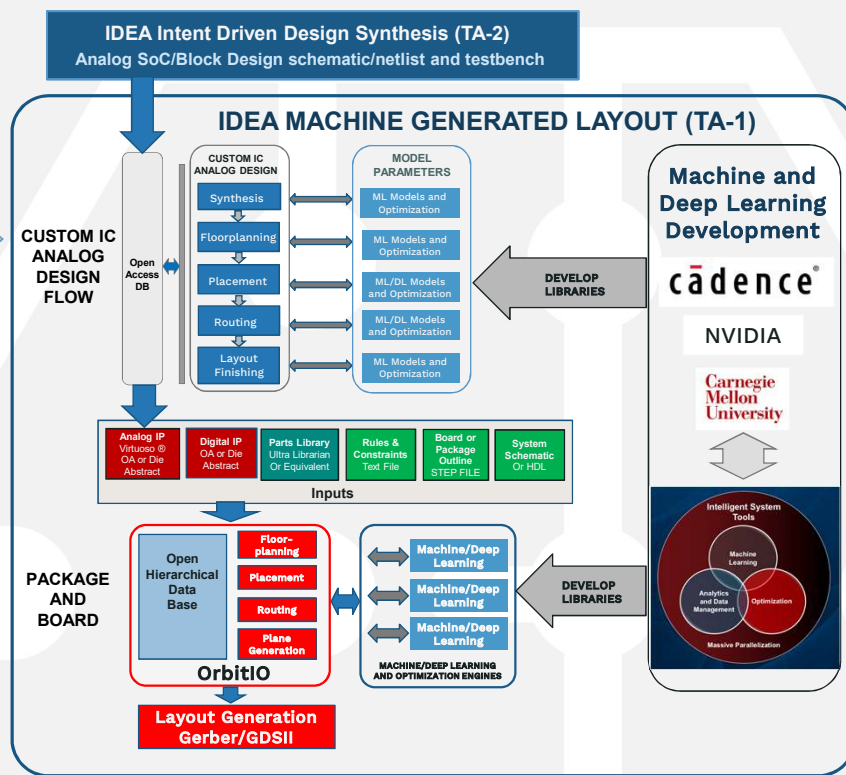 IDEA Intent Driven Design Synthesis (TA-2)
Analog SoC/Block Design schematic/netlist and testbench
IDEA MACHINE GENERATED LAYOUT (TA-1)
CUSTOM IC
ANALOG
DESIGN
FLOW
Open
Access
DB
CUSTOM IC
ANALOG DESIGN
Synthesis
Floorplanning
Placement
Routing
Layout
Finishing
MODEL
PARAMETERS
ML Models and
Optimization
ML Models and
Optimization
ML/DL Models
and Optimization
ML/DL Models
and Optimization
ML Models and
Optimization
DEVELOP
LIBRARIES
Machine and
Deep Learning
Development
cādence®
NVIDIA
Carnegie
Mellon
University
Analog IP
Virtuoso ®
OA or Die
Abstract
Digital IP
OA or Die
Abstract
Parts Library
Ultra Librarian
Or Equivalent
Rules &
Constraints
Text File
Board or
Package
Outline
STEP FILE
System
Schematic
Or HDL
Inputs
PACKAGE
AND
BOARD
Open
Hierarchical
Data
Base
Floor-
planning
Placement
Routing
Plane
Generation
OrbitIO
Machine/Deep
Learning
Machine/Deep
Learning
Machine/Deep
Learning
MACHINE/DEEP LEARNING
AND OPTIMIZATION ENGINES
DEVELOP
LIBRARIES
Intelligent System
Tools
Machine
Learning
Analytics
and Data
Management
Optimization
Massive Parallelization
Layout Generation
Gerber/GDSII